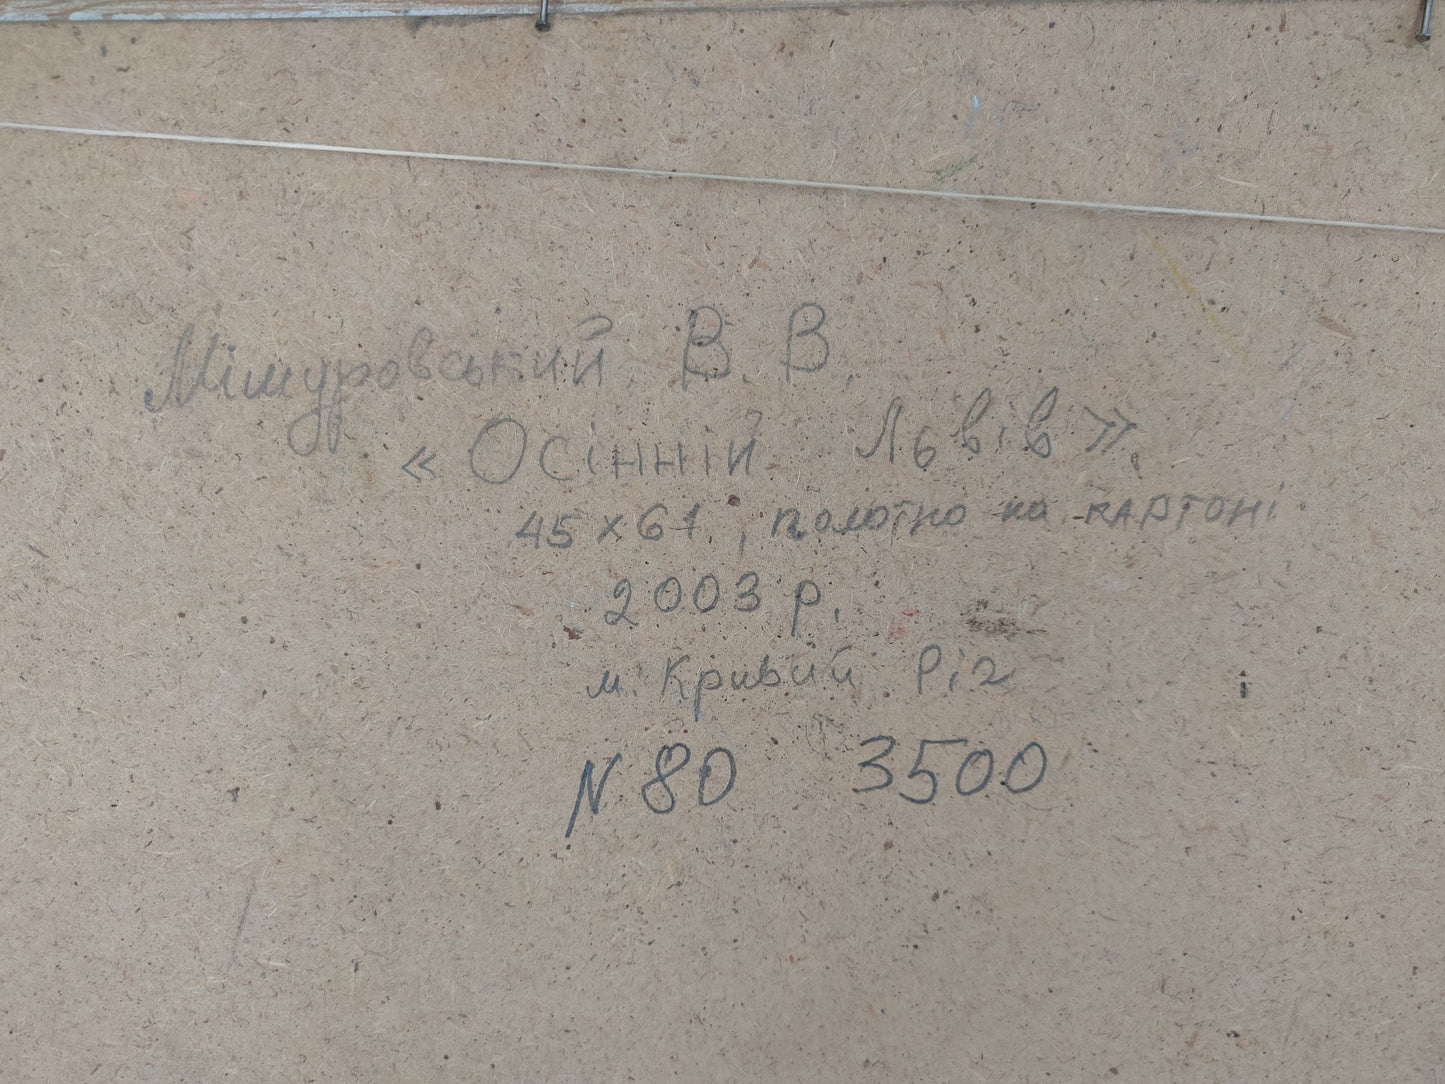 Мішуровський В. В.
« Осінній Львів »,
45 х 61, полотно на картоні
2003 р.
м. Кривий Ріг
N 80 3500